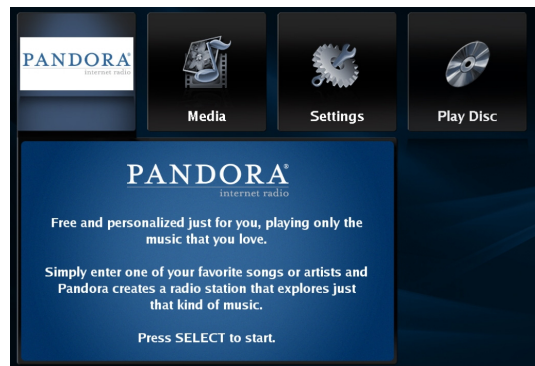 PANDORA®
internet radio
Media
Settings
Play Disc
PANDORA®
internet radio
Free and personalized just for you, playing only the
music that you love.
Simply enter one of your favorite songs or artists and
Pandora creates a radio station that explores just
that kind of music.
Press SELECT to start.